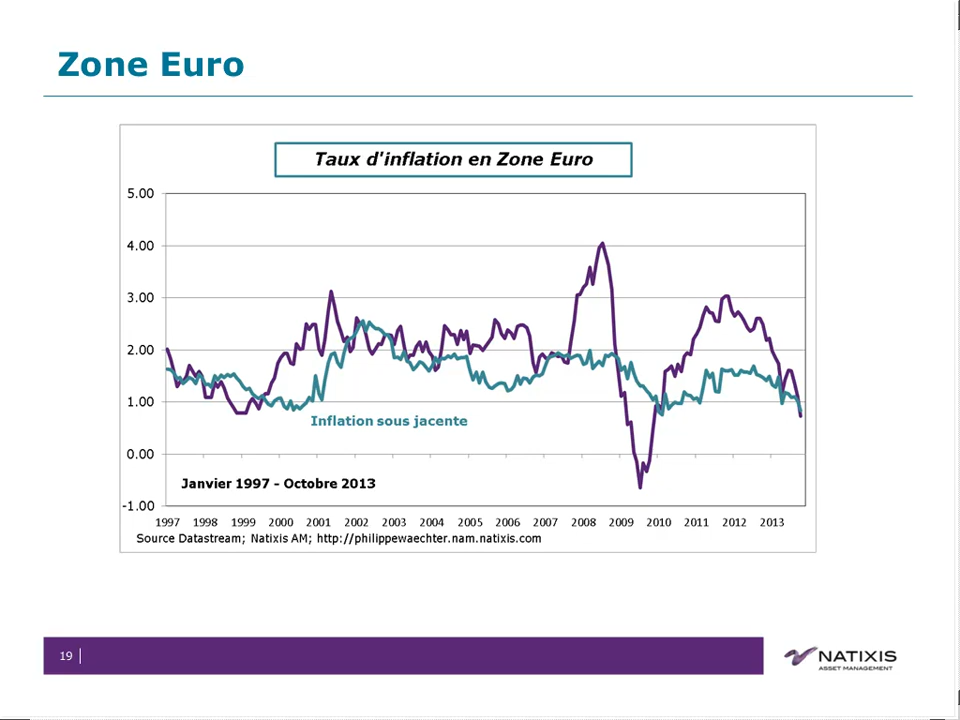 Zone Euro
Taux d'inflation en Zone Euro
5.00
4.00
3.00
2.00
1.00
Inflation sous jacente
0.00
Janvier 1997 - Octobre 2013
-1.00
1997 1998 1999 2000 2001 2002 2003 2004 2005 2006 2007 2008 2009 2010 2011 2012 2013
Source Datastream; Natixis AM; http://philippewaechter.nam.natixis.com
19
NATIXIS
ASSET MANAGEMENT